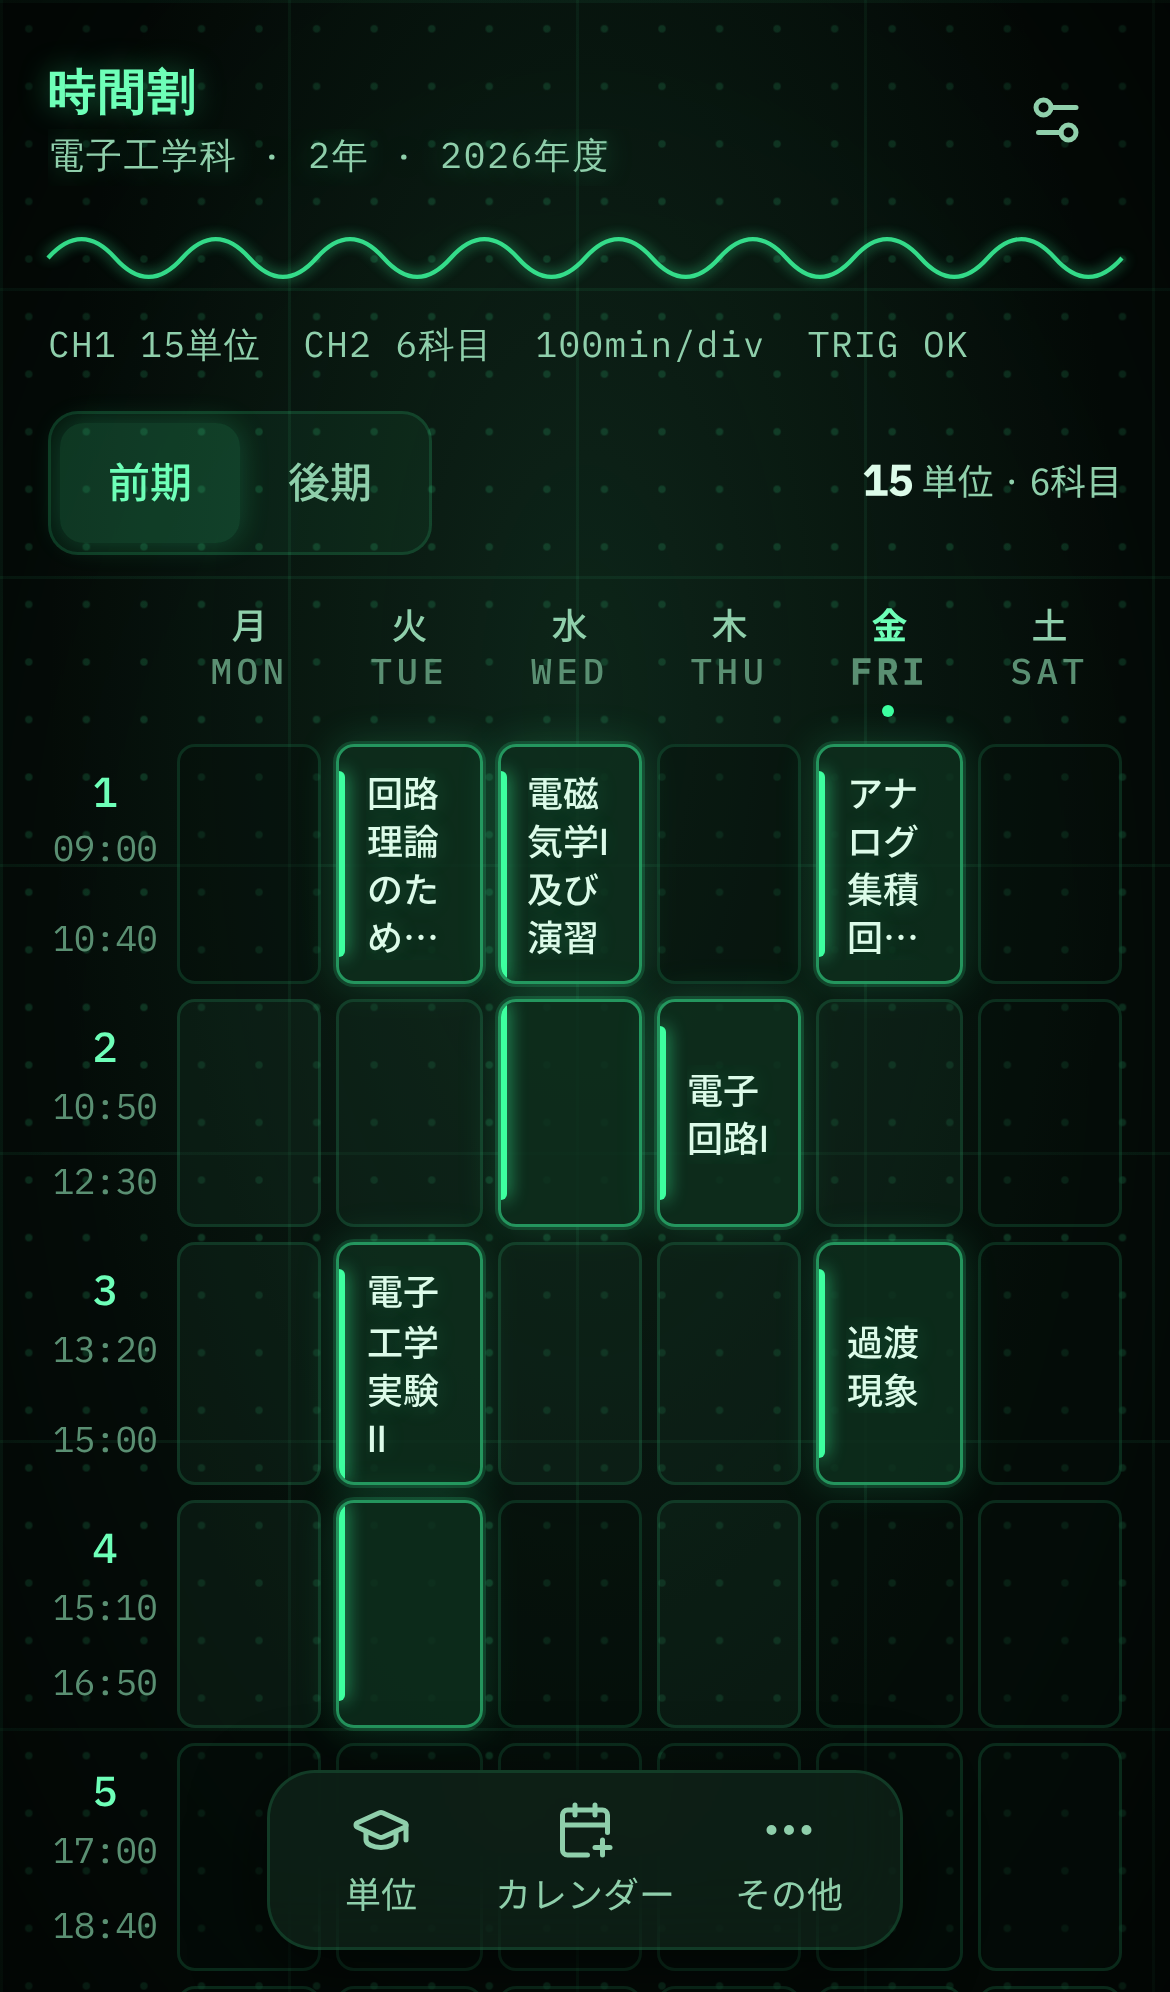 時間割
電子工学科 · 2年 · 2026年度
CH1 15単位 CH2 6科目 100min/div TRIG OK
前期 後期
15 単位 · 6科目
月 火 水 木 金 土
MON TUE WED THU FRI SAT
1
09:00
10:40
回路
理論
のた
め…
電磁
気学I
及び
演習
アナ
ログ
集積
回…
2
10:50
12:30
電子
回路I
3
13:20
15:00
電子
工学
実験
II
過渡
現象
4
15:10
16:50
5
17:00
18:40
単位 カレンダー その他